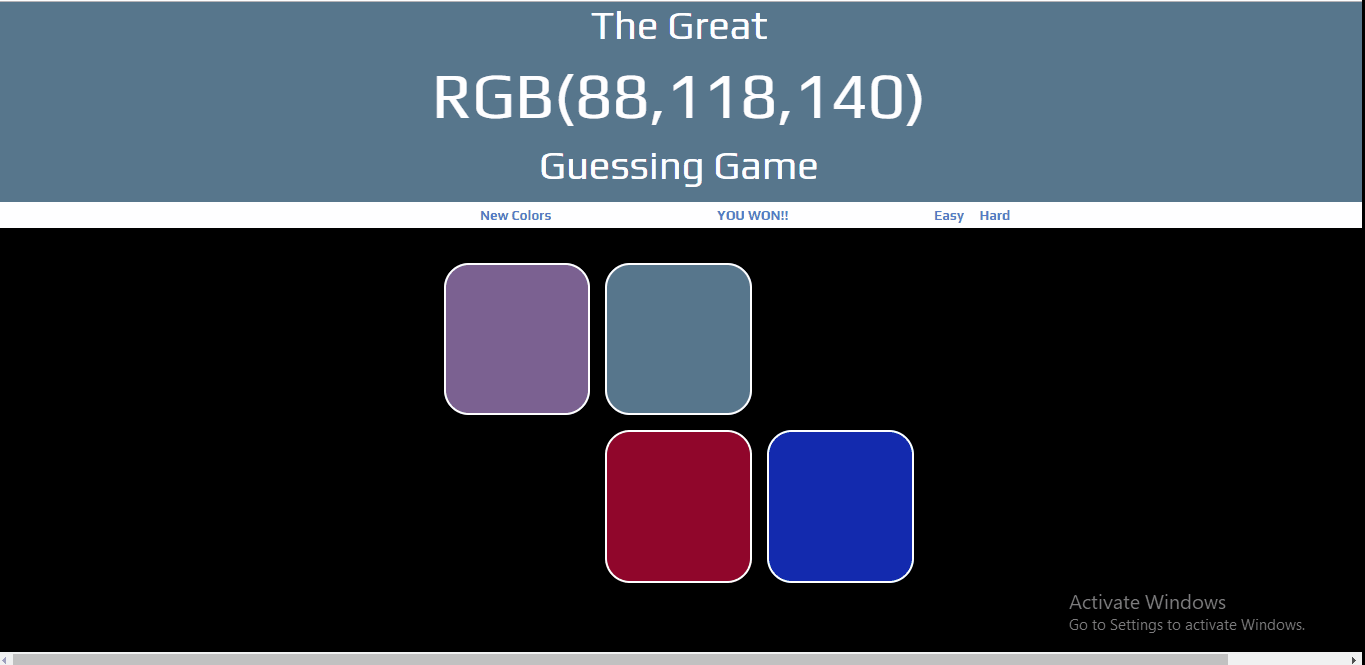 The Great
RGB(88,118,140)
Guessing Game
New Colors YOU WON!! Easy Hard
Activate Windows
Go to Settings to activate Windows.